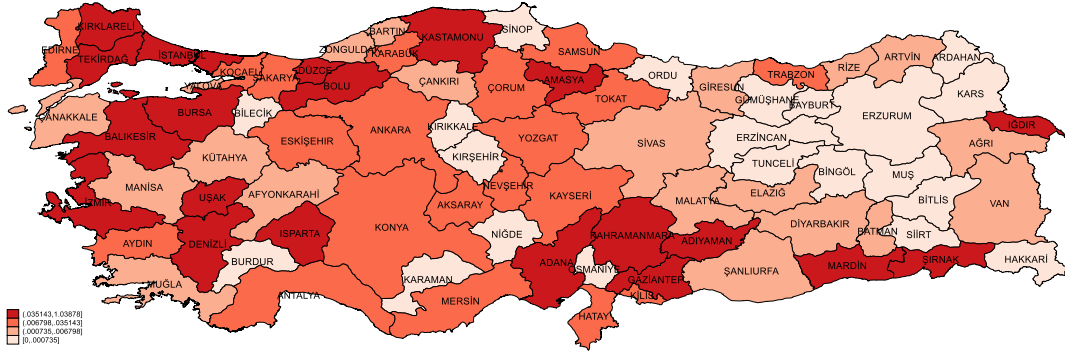 KIRKLARELİ
EDİRNE
TEKİRDAĞ
İSTANBUL
KOCAELİ
YALOVA
SAKARYA
DÜZCE
BOLU
ZONGULDAK
BARTIN
KARABUK
KASTAMONU
SİNOP
ÇANKIRI
SAMSUN
AMASYA
ÇORUM
TOKAT
ORDU
GİRESUN
TRABZON
GÜMÜŞHANE
BAYBURT
RİZE
ARTVİN
ARDAHAN
KARS
IĞDIR
AĞRI
ERZURUM
ERZİNCAN
ÇANAKKALE
BALIKESİR
BURSA
BİLECİK
ESKİŞEHİR
ANKARA
KIRIKKALE
KIRŞEHİR
YOZGAT
SİVAS
TUNCELİ
BİNGÖL
MUŞ
BİTLİS
VAN
KÜTAHYA
MANİSA
UŞAK
AFYONKARAHİ
İZMİR
AKSARAY
NEVŞEHİR
KAYSERİ
MALATYA
ELAZIĞ
DİYARBAKIR
BATMAN
SİİRT
AYDIN
DENİZLİ
ISPARTA
KONYA
NİĞDE
KAHRAMANMARA
ADIYAMAN
ŞANLIURFA
MARDİN
ŞIRNAK
HAKKARİ
MUĞLA
BURDUR
ANTALYA
KARAMAN
MERSİN
ADANA
OSMANİYE
GAZİANTEP
KİLİS
HATAY
(.035143,1.03878]
(.006798,.035143]
(.000735,.006798]
[0,.000735]